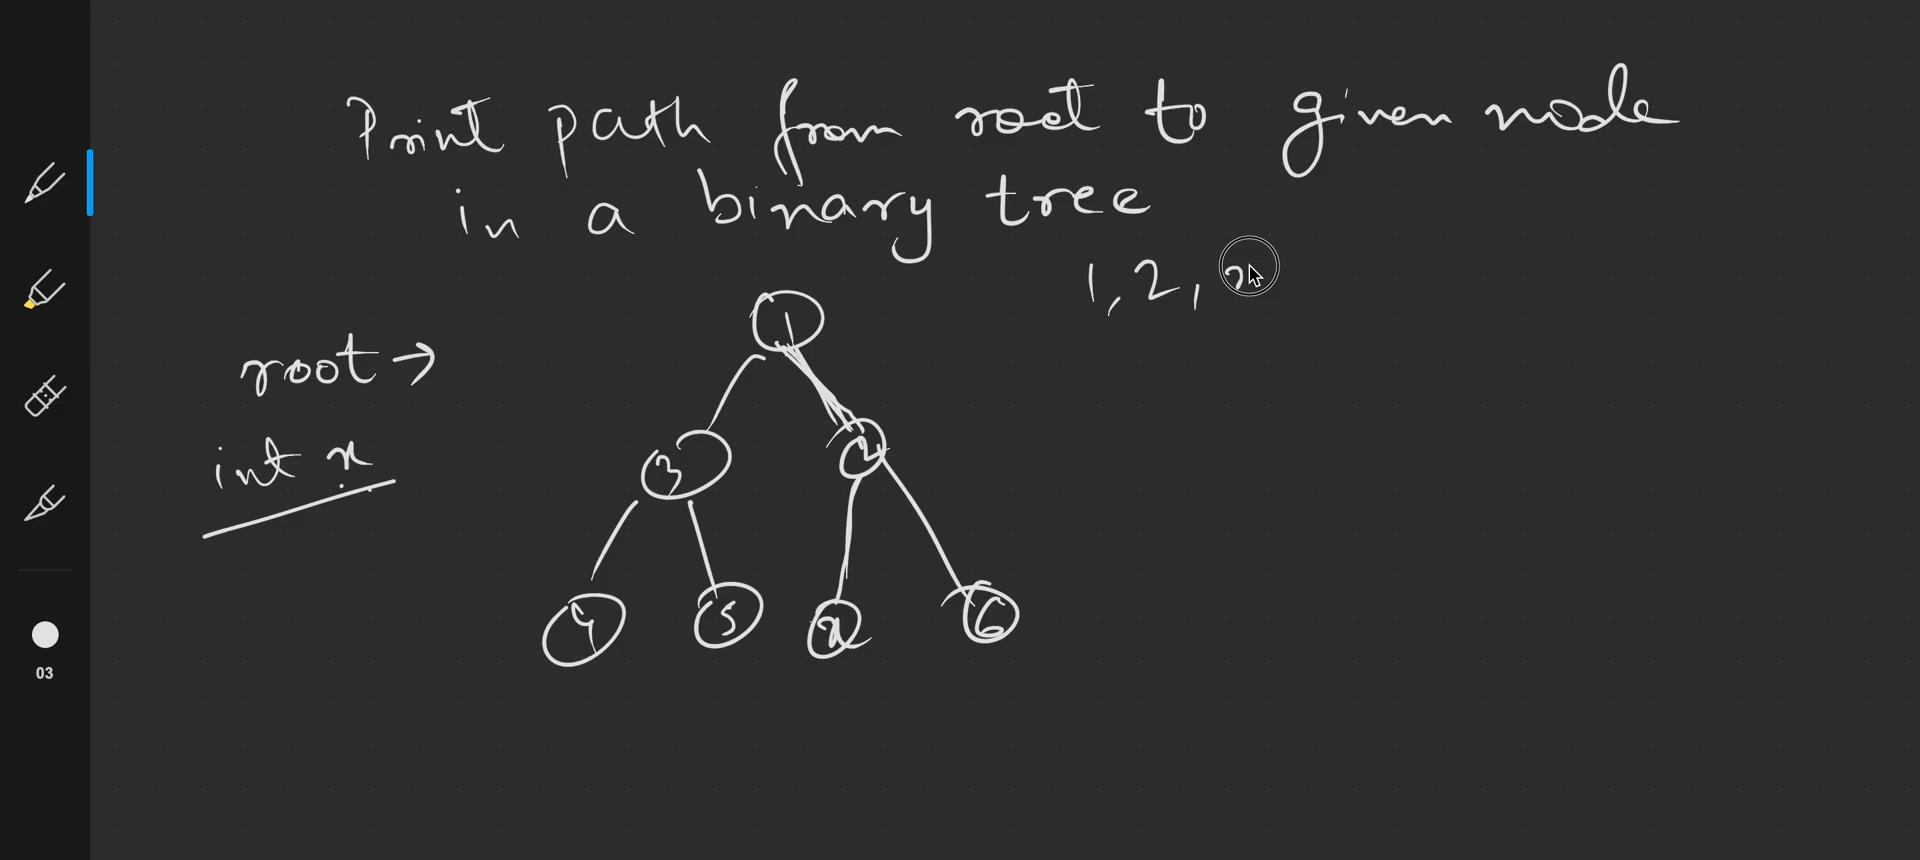 Print path from root to given node
in a binary tree
1, 2, x
1
root →
3
2
int x
4
5
x
6
03